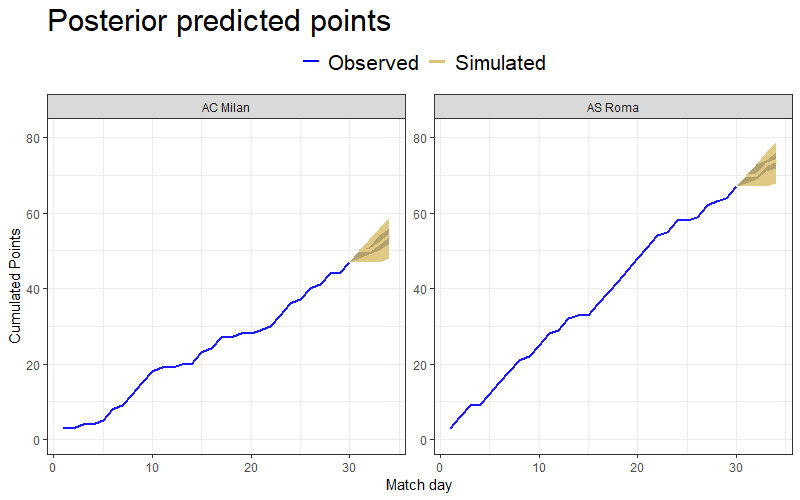 Posterior predicted points
Observed Simulated
AC Milan
AS Roma
Cumulated Points
80
60
40
20
0
0 10 20 30
0 10 20 30
80
60
40
20
0
Match day